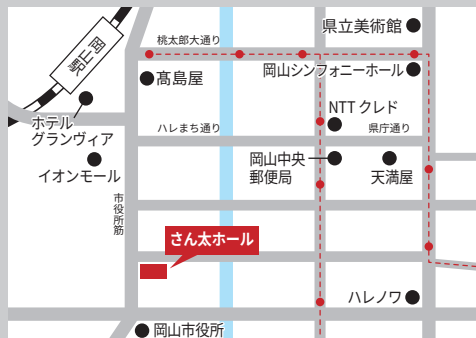 県立美術館
桃太郎大通り
岡山駅
岡山シンフォニーホール
髙島屋
NTT クレド
ホテル
グランヴィア
ハレまち通り
県庁通り
岡山中央
郵便局
天満屋
イオンモール
市役所筋
さん太ホール
ハレノワ
岡山市役所